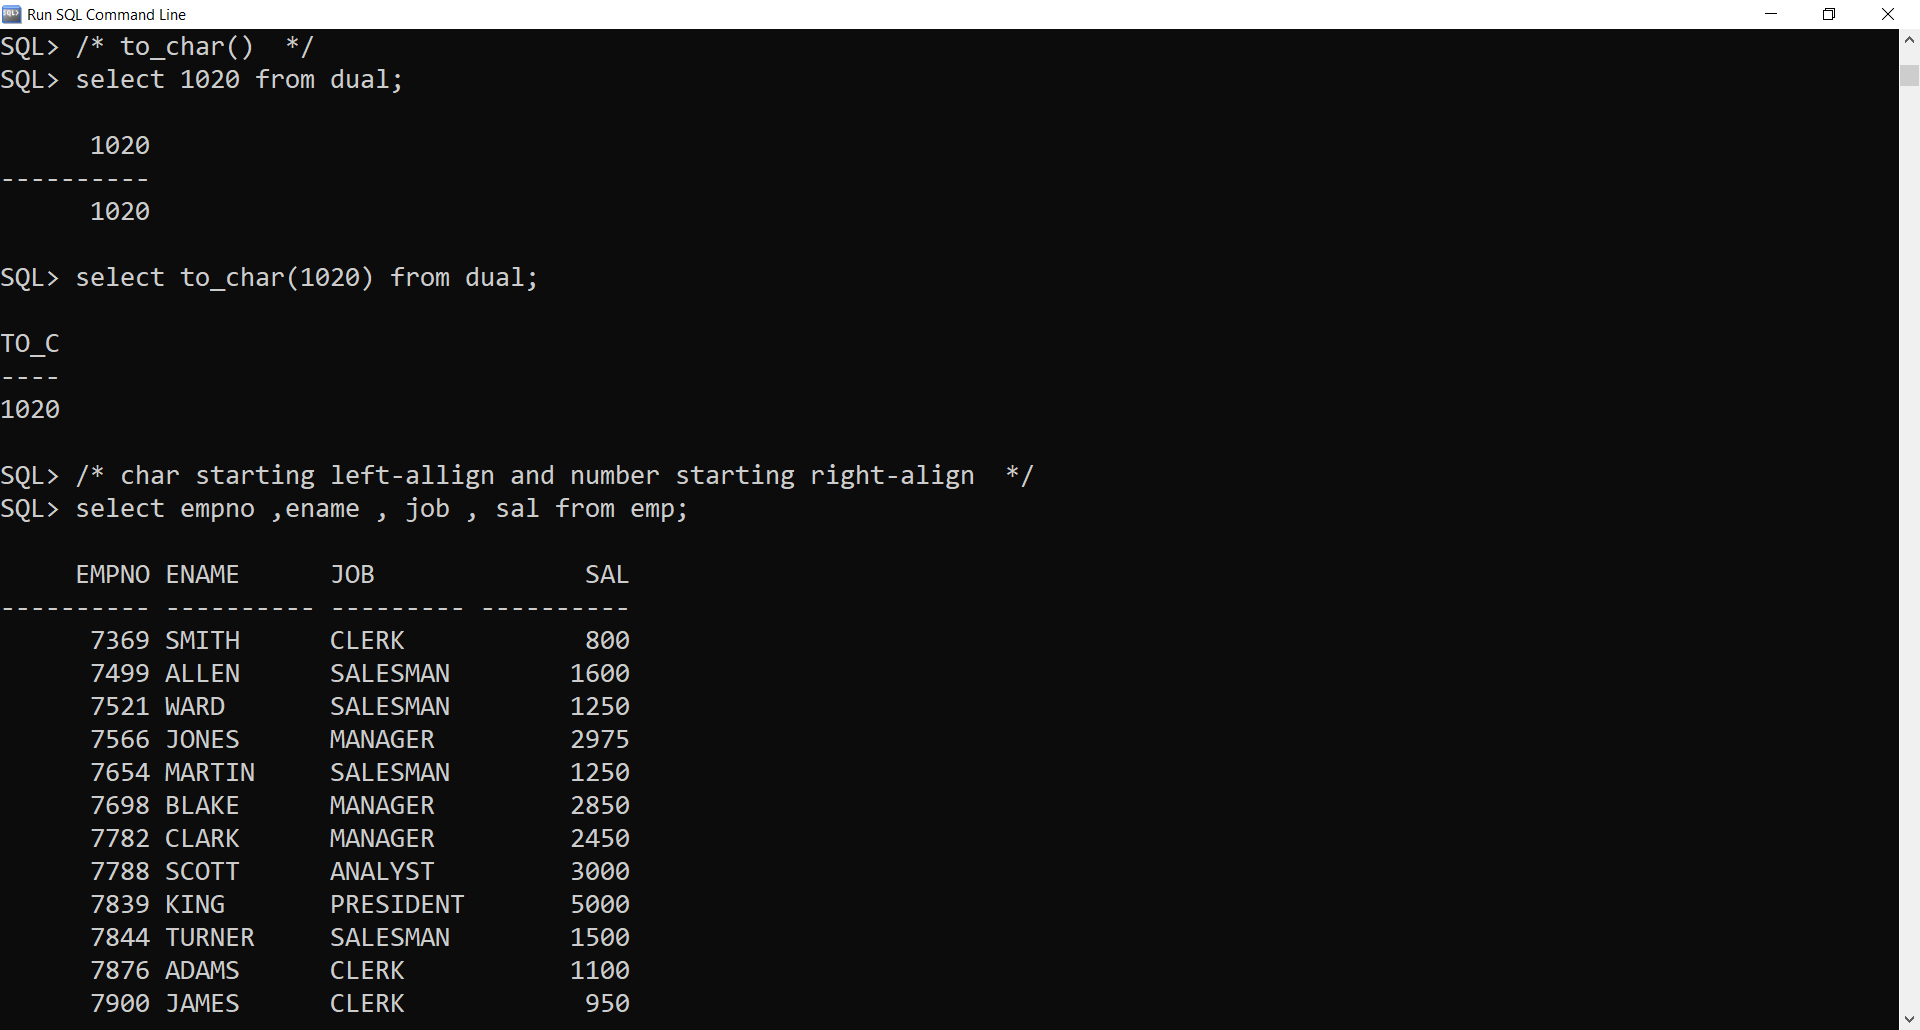 Run SQL Command Line
SQL> /* to_char()  */
SQL> select 1020 from dual;
      1020
----------
      1020
SQL> select to_char(1020) from dual;
TO_C
----
1020
SQL> /* char starting left-allign and number starting right-align  */
SQL> select empno ,ename , job , sal from emp;
     EMPNO ENAME      JOB              SAL
---------- ---------- --------- ----------
      7369 SMITH      CLERK            800
      7499 ALLEN      SALESMAN        1600
      7521 WARD       SALESMAN        1250
      7566 JONES      MANAGER         2975
      7654 MARTIN     SALESMAN        1250
      7698 BLAKE      MANAGER         2850
      7782 CLARK      MANAGER         2450
      7788 SCOTT      ANALYST         3000
      7839 KING       PRESIDENT       5000
      7844 TURNER     SALESMAN        1500
      7876 ADAMS      CLERK           1100
      7900 JAMES      CLERK            950